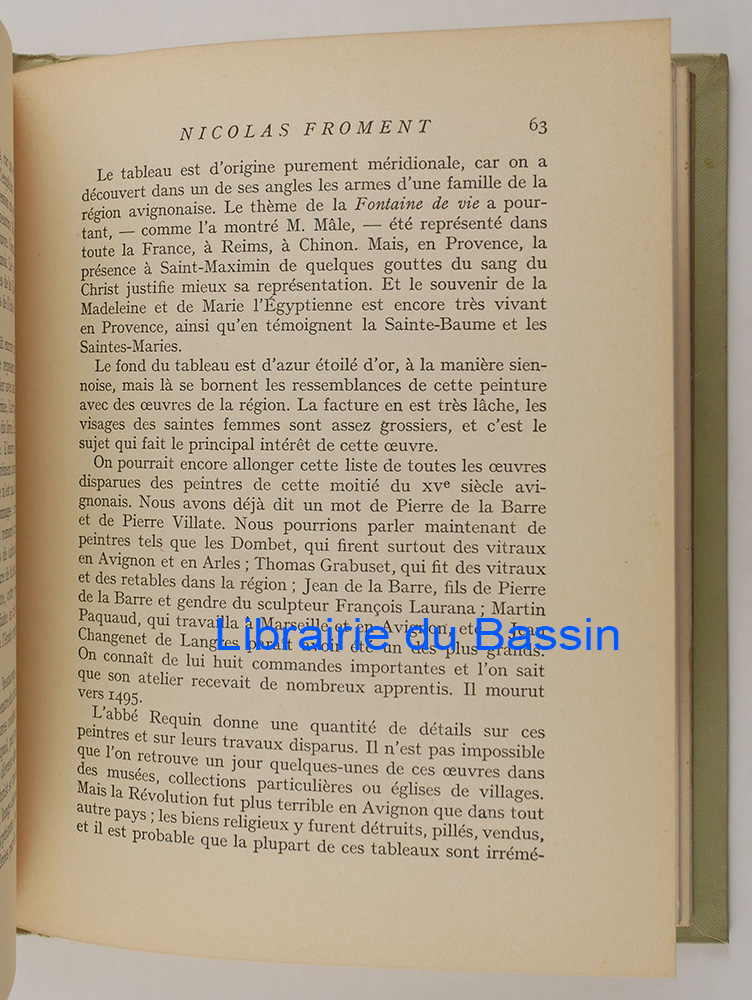 NICOLAS FROMENT 63
Le tableau est d'origine purement méridionale, car on a
découvert dans un de ses angles les armes d'une famille de la
région avignonaise. Le thème de la Fontaine de vie a pour-
tant, — comme l'a montré M. Mâle, — été représenté dans
toute la France, à Reims, à Chinon. Mais, en Provence, la
présence à Saint-Maximin de quelques gouttes du sang du
Christ justifie mieux sa représentation. Et le souvenir de la
Madeleine et de Marie l'Égyptienne est encore très vivant
en Provence, ainsi qu'en témoignent la Sainte-Baume et les
Saintes-Maries.
Le fond du tableau est d'azur étoilé d'or, à la manière sien-
noise, mais là se bornent les ressemblances de cette peinture
avec des œuvres de la région. La facture en est très lâche, les
visages des saintes femmes sont assez grossiers, et c'est le
sujet qui fait le principal intérêt de cette œuvre.
On pourrait encore allonger cette liste de toutes les œuvres
disparues des peintres de cette moitié du XVe siècle avi-
gnonais. Nous avons déjà dit un mot de Pierre de la Barre
et de Pierre Villate. Nous pourrions parler maintenant de
peintres tels que les Dombet, qui firent surtout des vitraux
en Avignon et en Arles ; Thomas Grabuset, qui fit des vitraux
et des retables dans la région ; Jean de la Barre, fils de Pierre
de la Barre et gendre du sculpteur François Laurana ; Martin
Paquaud, qui travailla à Marseille et en Avignon, etc. Jean
Changenet de Langres paraît avoir été un des plus grands.
Librairie du Bassin
On connaît de lui huit commandes importantes et l'on sait
que son atelier recevait de nombreux apprentis. Il mourut
vers 1495.
L'abbé Requin donne une quantité de détails sur ces
peintres et sur leurs travaux disparus. Il n'est pas impossible
que l'on retrouve un jour quelques-unes de ces œuvres dans
des musées, collections particulières ou églises de villages.
Mais la Révolution fut plus terrible en Avignon que dans tout
autre pays ; les biens religieux y furent détruits, pillés, vendus,
et il est probable que la plupart de ces tableaux sont irrémé-